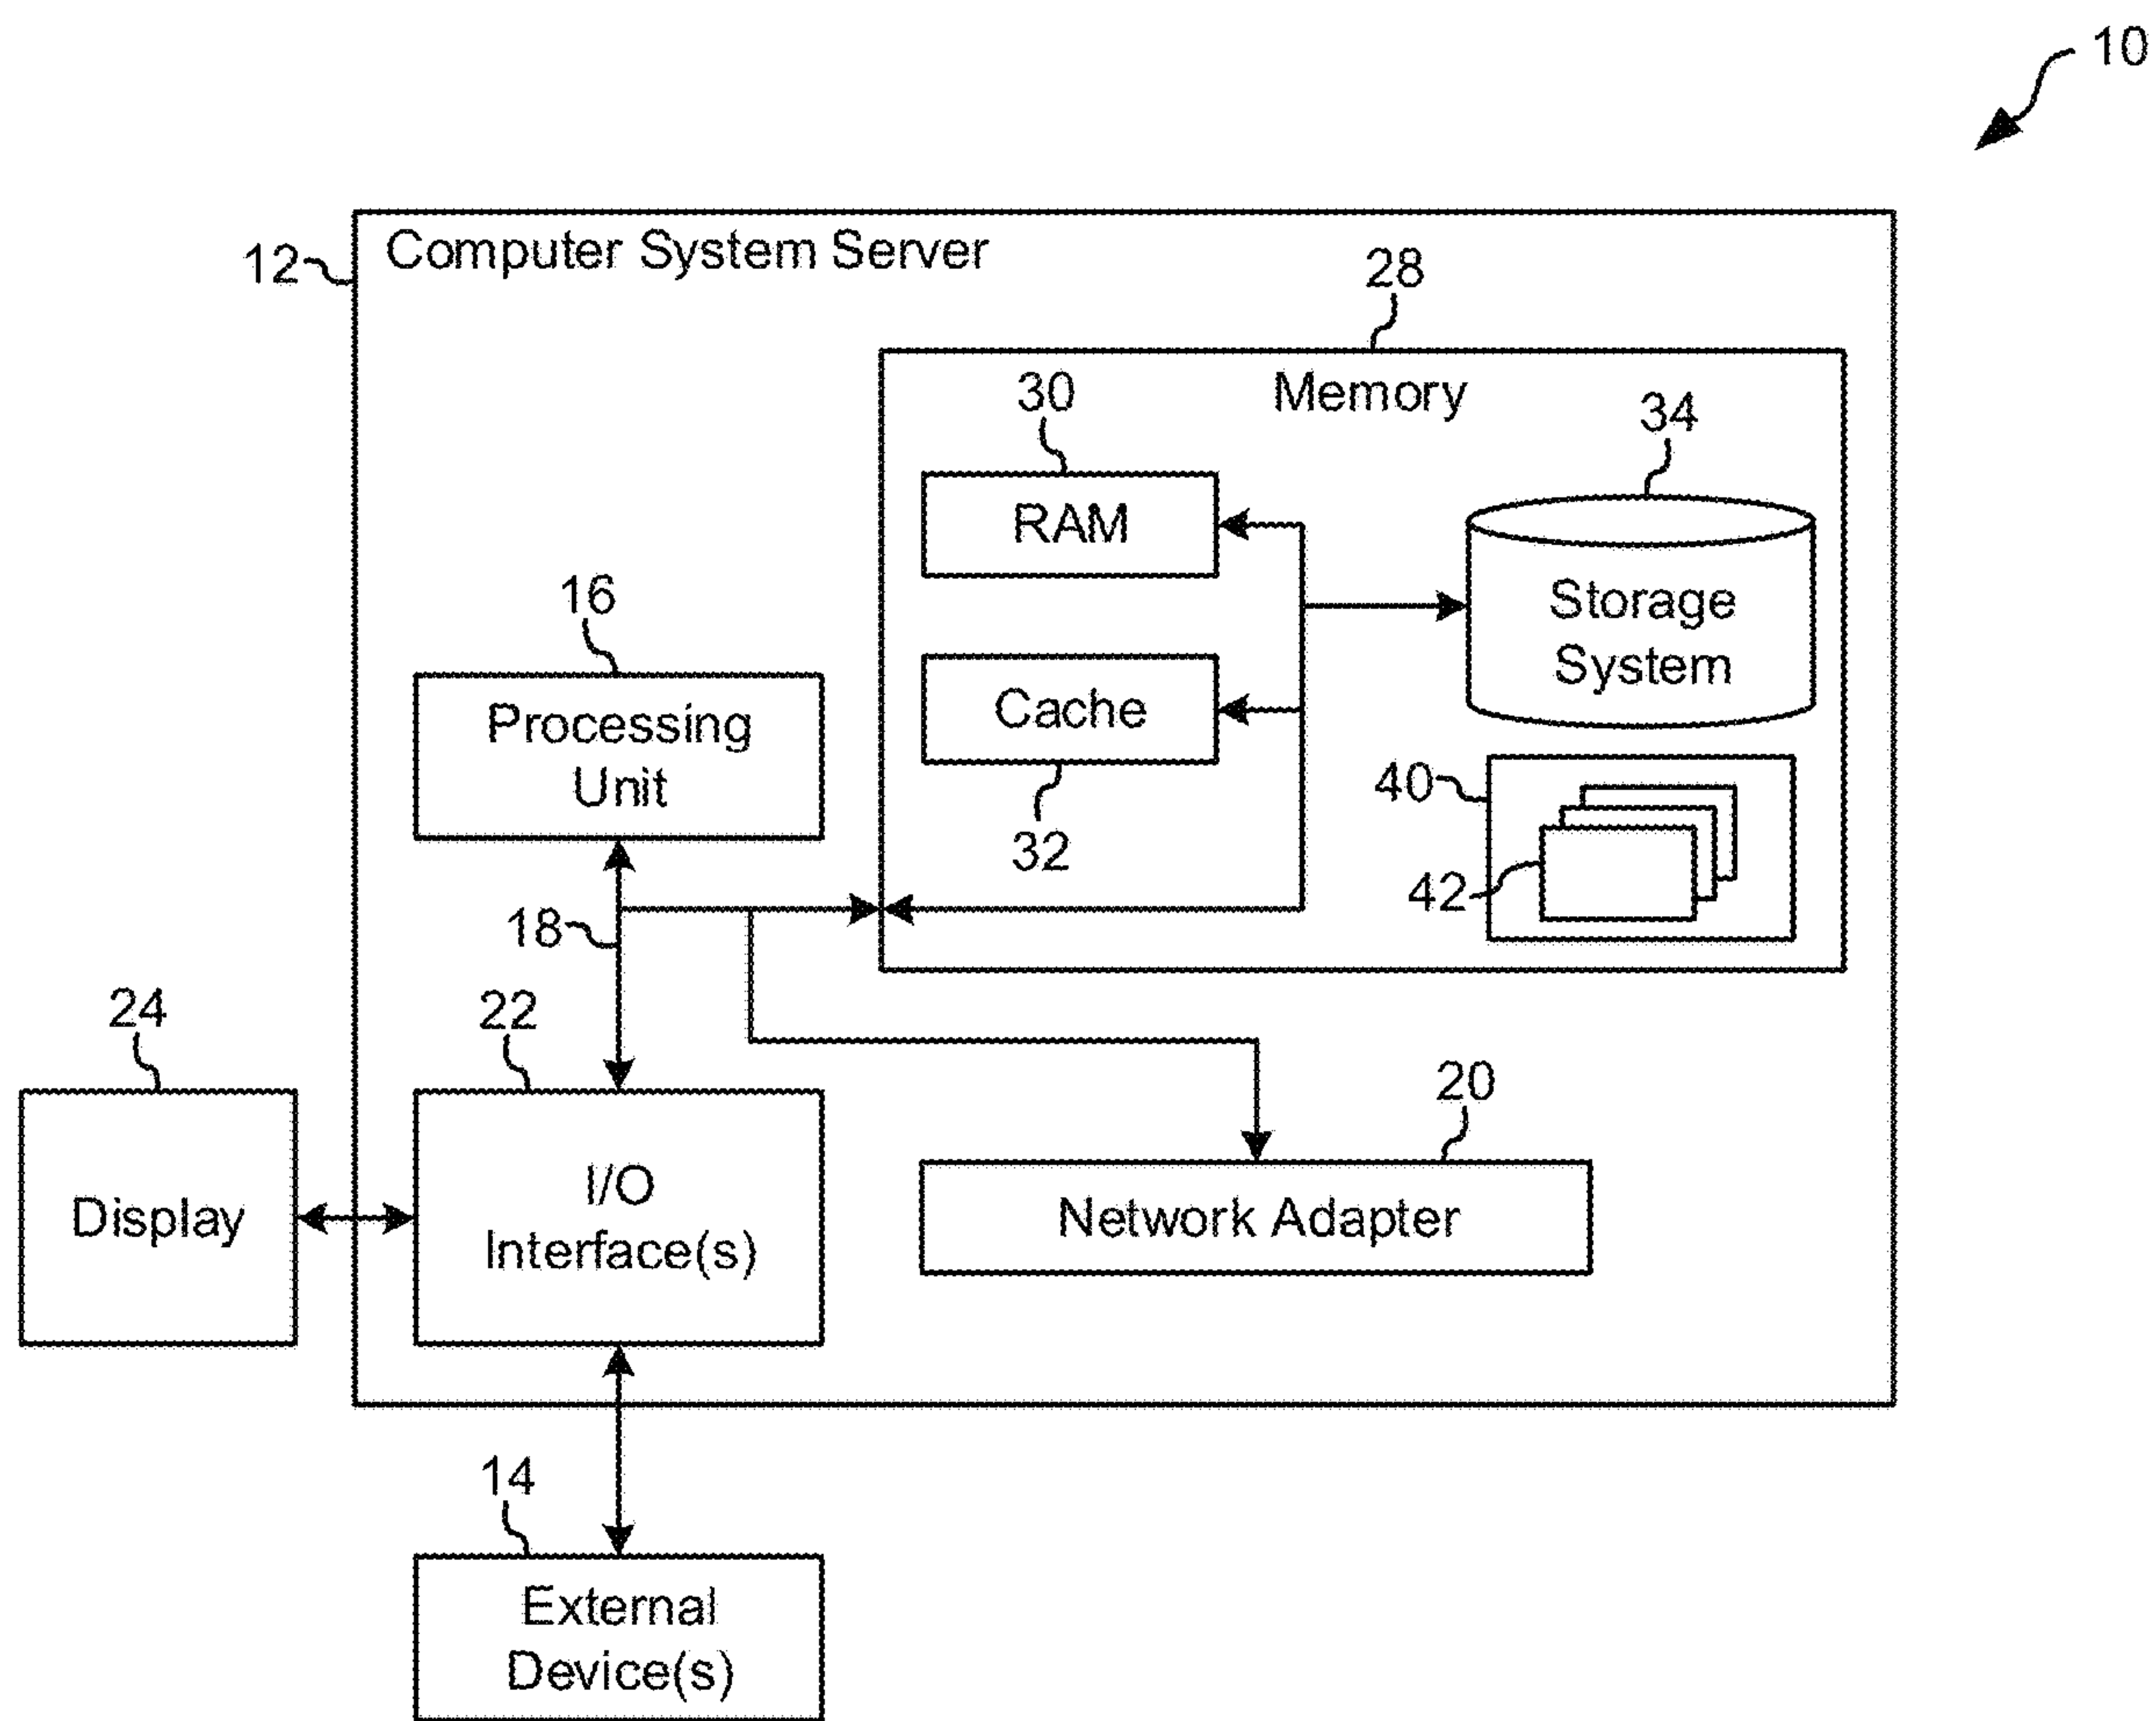 10
12
Computer System Server
28
Memory
30
RAM
34
Storage
System
16
Processing
Unit
Cache
32
40
42
18
24
Display
22
I/O
Interface(s)
20
Network Adapter
14
External
Device(s)